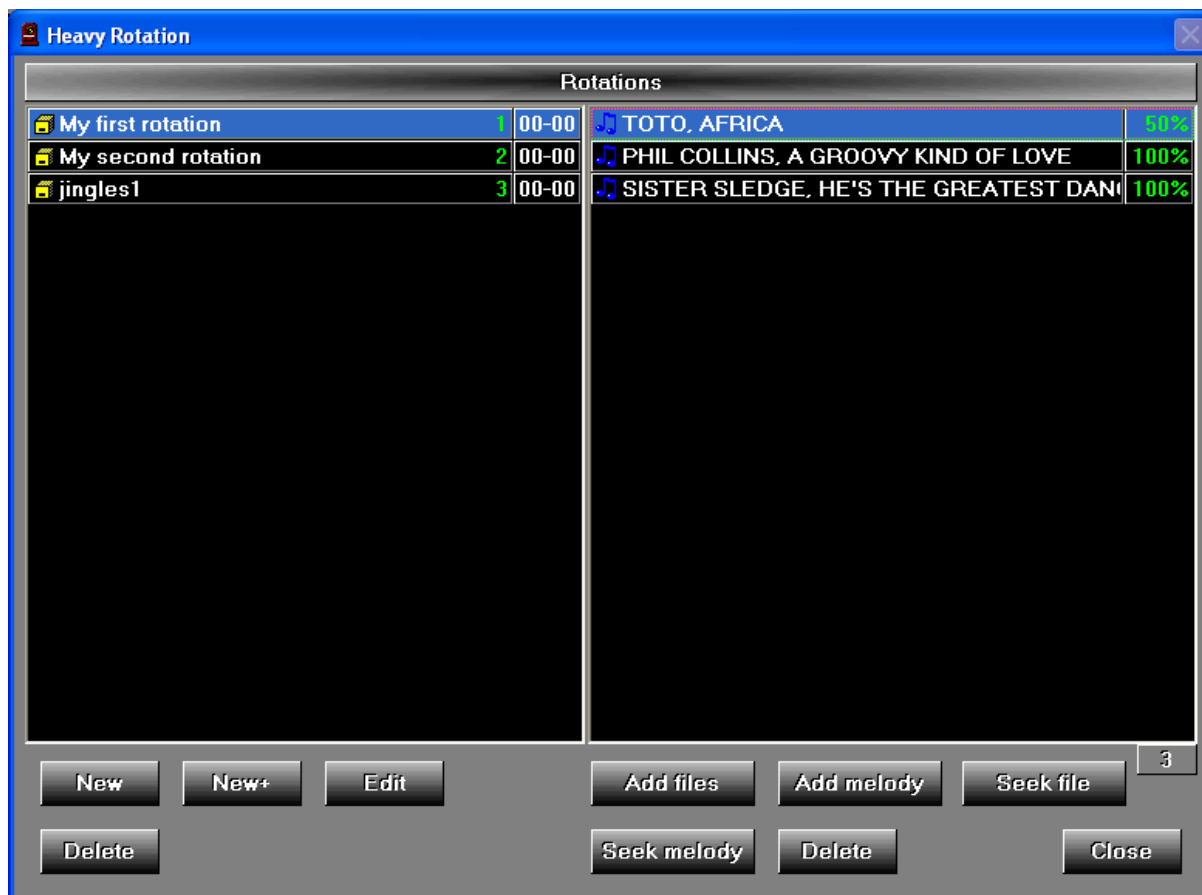 Heavy Rotation
Rotations
My first rotation 1 00-00
My second rotation 2 00-00
jingles1 3 00-00
TOTO, AFRICA 50%
PHIL COLLINS, A GROOVY KIND OF LOVE 100%
SISTER SLEDGE, HE'S THE GREATEST DAN 100%
3
New New+ Edit Add files Add melody Seek file
Delete Seek melody Delete Close